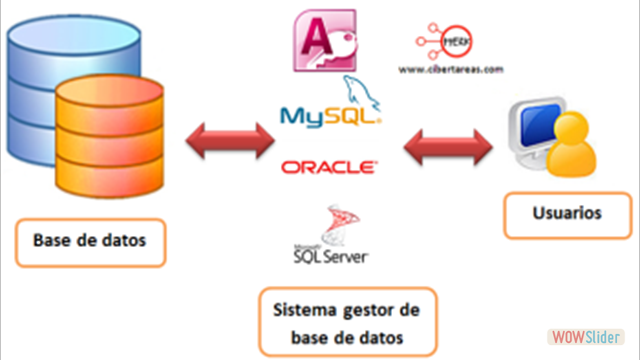 A
MERK
www.cibertareas.com
MySQL®
ORACLE®
Microsoft
SQL Server
Base de datos
Usuarios
Sistema gestor de
base de datos
WOWSlider